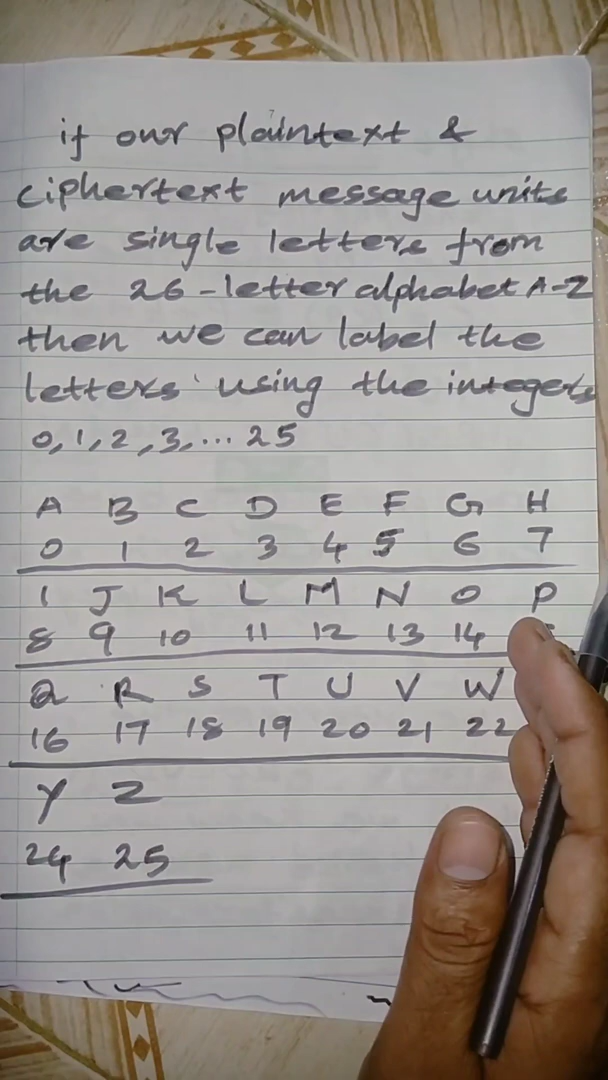 if our plaintext &
ciphertext message units
are single letters from
the 26-letter alphabet A-Z
then we can label the
letters using the integers
0, 1, 2, 3, ... 25
A B C D E F G H
0 1 2 3 4 5 6 7
I J K L M N O P
8 9 10 11 12 13 14
Q R S T U V W
16 17 18 19 20 21 22
Y Z
24 25